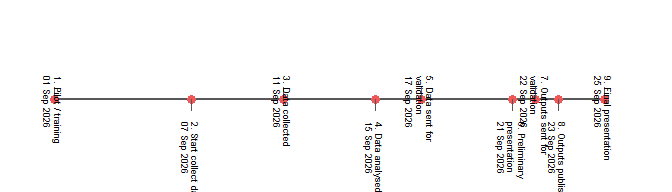 1. Pilot / training
01 Sep 2026
2. Start collect d
07 Sep 2026
3. Data collected
11 Sep 2026
4. Data analysed
15 Sep 2026
5. Data sent for
validation
17 Sep 2026
6. Preliminary
presentation
21 Sep 2026
7. Outputs sent for
validation
22 Sep 2026
8. Outputs publis
23 Sep 2026
9. Final presentation
25 Sep 2026